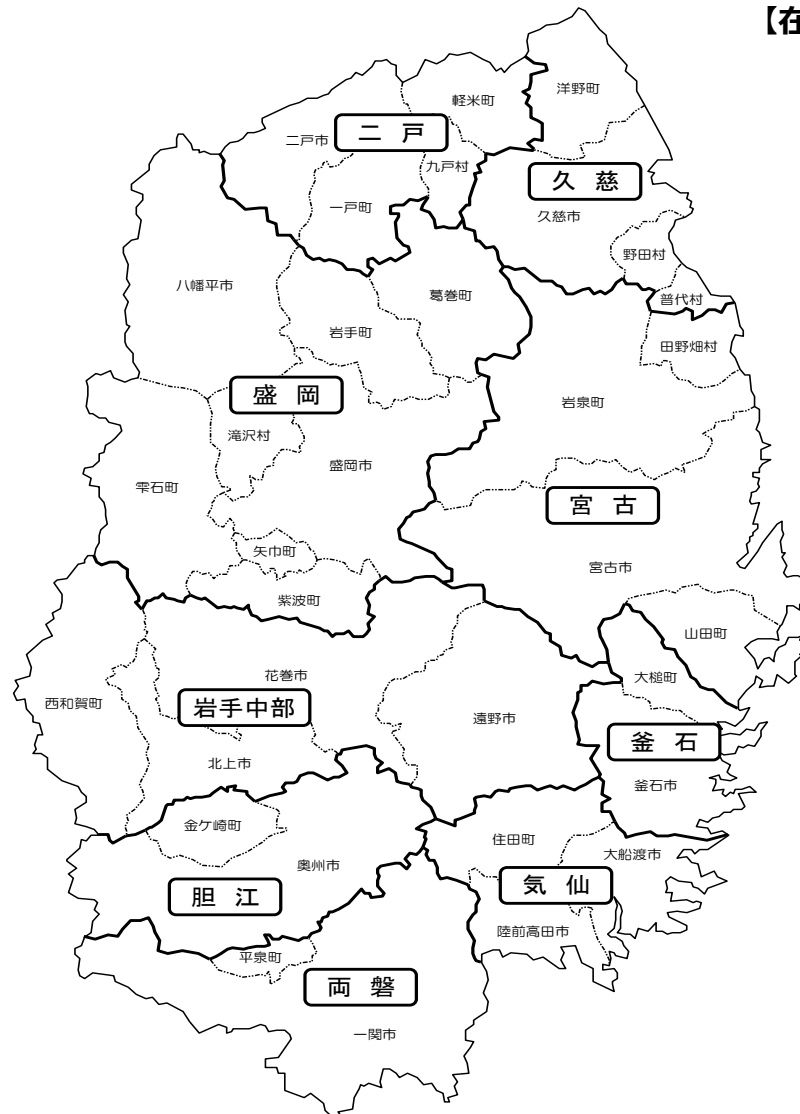 【在
軽米町
洋野町
二戸市
二戸
九戸村
久慈
一戸町
久慈市
野田村
八幡平市
葛巻町
普代村
岩手町
田野畑村
盛岡
岩泉町
滝沢村
盛岡市
雫石町
宮古
矢巾町
宮古市
紫波町
山田町
花巻市
大槌町
西和賀町
岩手中部
遠野市
釜石
北上市
釜石市
金ケ崎町
住田町
大船渡市
奥州市
気仙
胆江
陸前高田市
平泉町
両磐
一関市